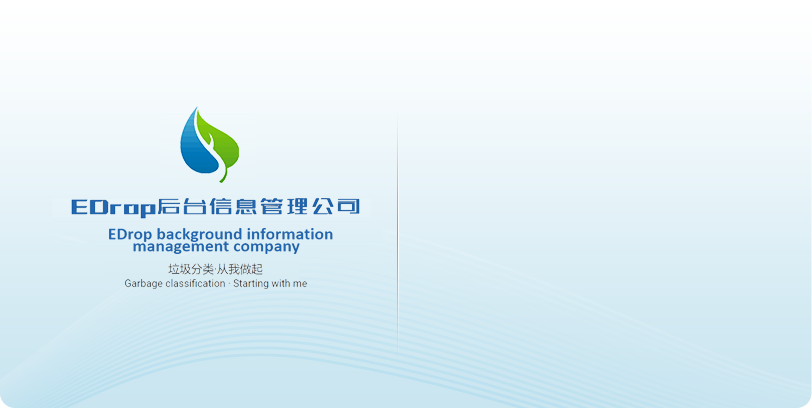 EDrop后台信息管理公司
EDrop background information
management company
垃圾分类·从我做起
Garbage classification · Starting with me